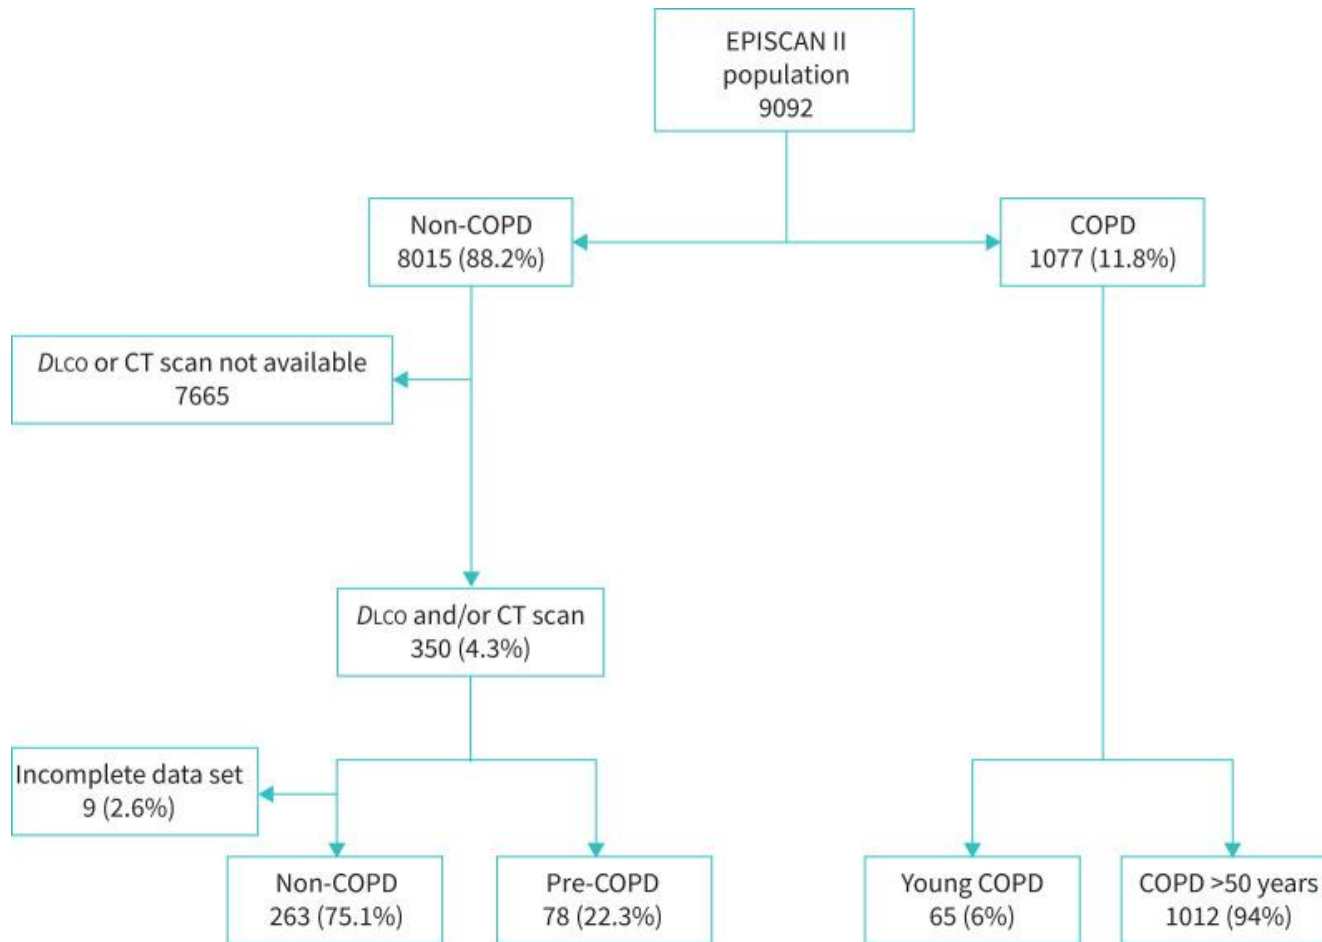 EPISCAN II
population
9092
Non-COPD
8015 (88.2%)
COPD
1077 (11.8%)
DLCO or CT scan not available
7665
DLCO and/or CT scan
350 (4.3%)
Incomplete data set
9 (2.6%)
Non-COPD
263 (75.1%)
Pre-COPD
78 (22.3%)
Young COPD
65 (6%)
COPD >50 years
1012 (94%)